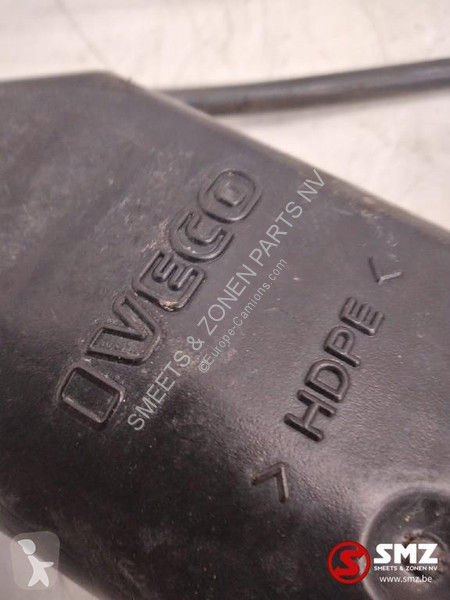 IVECO
> HDPE <
SMEETS & ZONEN PARTS NV
©Europe-Camions.com
SMZ
SMEETS & ZONEN NV
www.smz.be